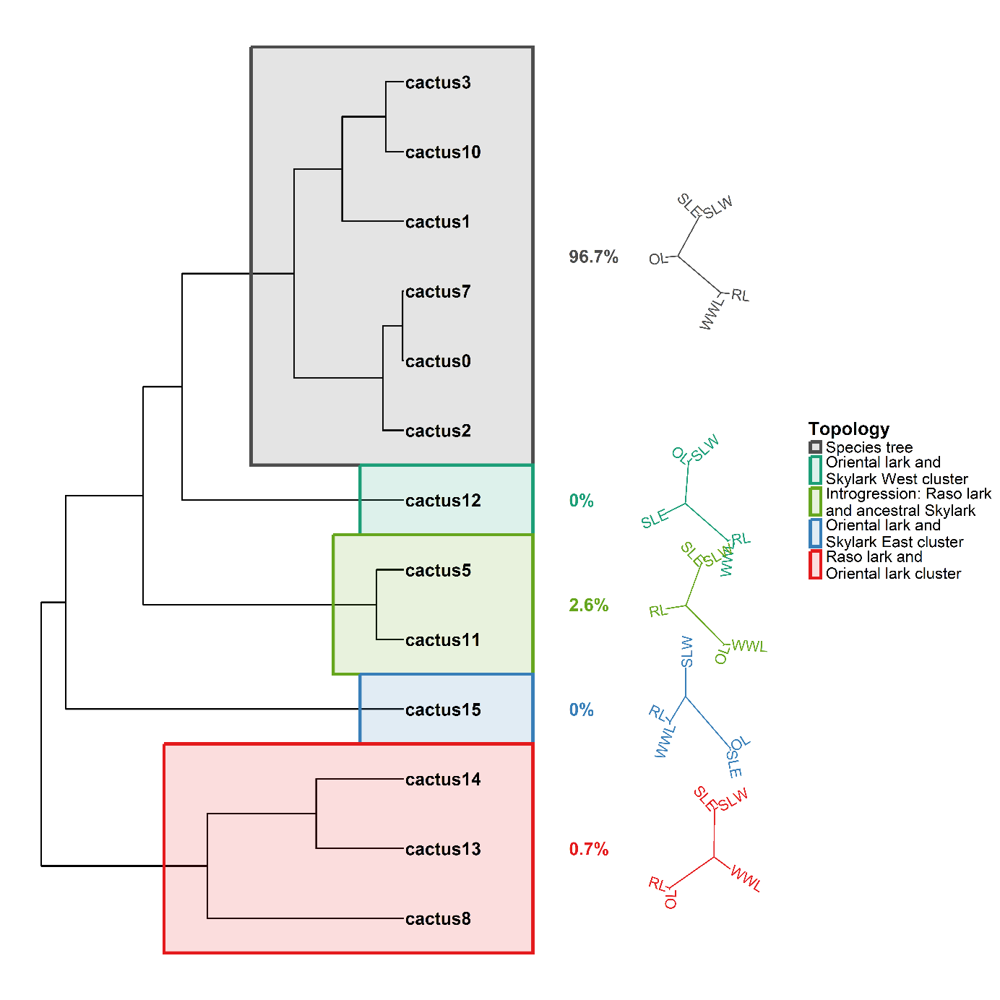 cactus3
cactus10
cactus1
cactus7
cactus0
cactus2
cactus12
cactus5
cactus11
cactus15
cactus14
cactus13
cactus8
96.7%
0%
2.6%
0%
0.7%
SLE
SLW
OL
RL
WWL
OL
SLW
SLE
RL
WWL
SLE
SLW
RL
WWL
OL
SLW
RL
WWL
OL
SLE
SLE
SLW
WWL
RL
OL
Topology
Species tree
Oriental lark and
Skylark West cluster
Introgression: Raso lark
and ancestral Skylark
Oriental lark and
Skylark East cluster
Raso lark and
Oriental lark cluster